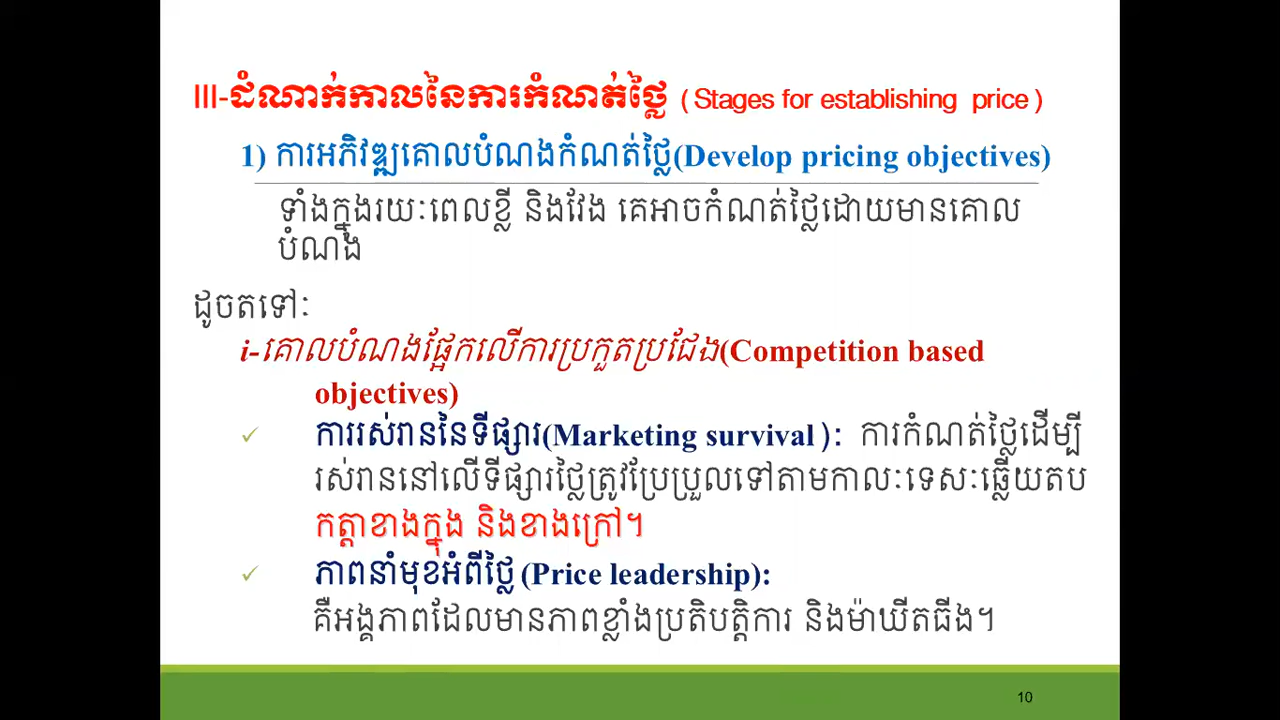 III-ដំណាក់កាលនៃការកំណត់ថ្លៃ ( Stages for establishing price )
1) ការអភិវឌ្ឍគោលបំណងកំណត់ថ្លៃ(Develop pricing objectives)
ទាំងក្នុងរយៈពេលខ្លី និងវែង គេអាចកំណត់ថ្លៃដោយមានគោល
បំណង
ដូចតទៅៈ
i-គោលបំណងផ្អែកលើការប្រកួតប្រជែង(Competition based
objectives)
✓ ការរស់រាននៃទីផ្សារ(Marketing survival ): ការកំណត់ថ្លៃដើម្បី
រស់រាននៅលើទីផ្សារថ្លៃត្រូវប្រែប្រួលទៅតាមកាលៈទេសៈឆ្លើយតប
កត្តាខាងក្នុង និងខាងក្រៅ។
✓ ភាពនាំមុខអំពីថ្លៃ (Price leadership):
គឺអង្គភាពដែលមានភាពខ្លាំងប្រតិបត្តិការ និងម៉ាឃីតធីង។
10